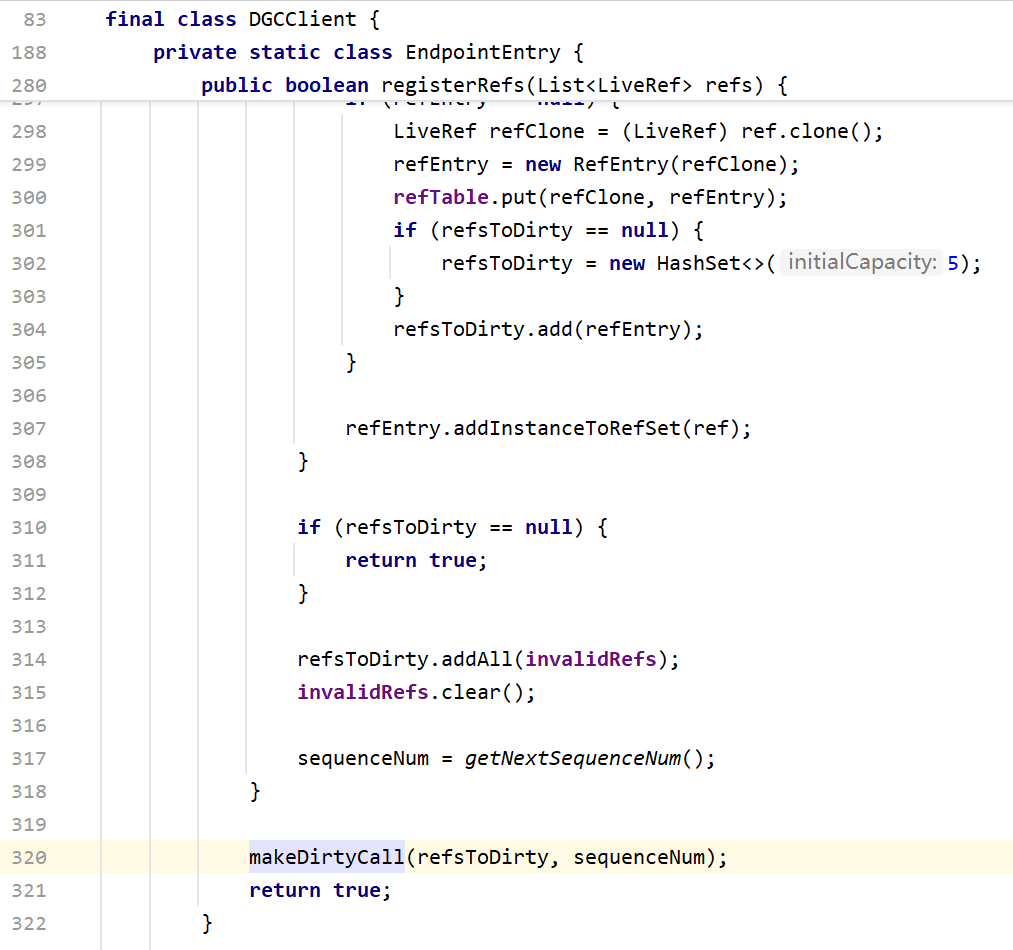 83 final class DGCClient {
188 private static class EndpointEntry {
280 public boolean registerRefs(List<LiveRef> refs) {
298 LiveRef refClone = (LiveRef) ref.clone();
299 refEntry = new RefEntry(refClone);
300 refTable.put(refClone, refEntry);
301 if (refsToDirty == null) {
302 refsToDirty = new HashSet<>( initialCapacity: 5);
303 }
304 refsToDirty.add(refEntry);
305 }
306
307 refEntry.addInstanceToRefSet(ref);
308 }
309
310 if (refsToDirty == null) {
311 return true;
312 }
313
314 refsToDirty.addAll(invalidRefs);
315 invalidRefs.clear();
316
317 sequenceNum = getNextSequenceNum();
318 }
319
320 makeDirtyCall(refsToDirty, sequenceNum);
321 return true;
322 }